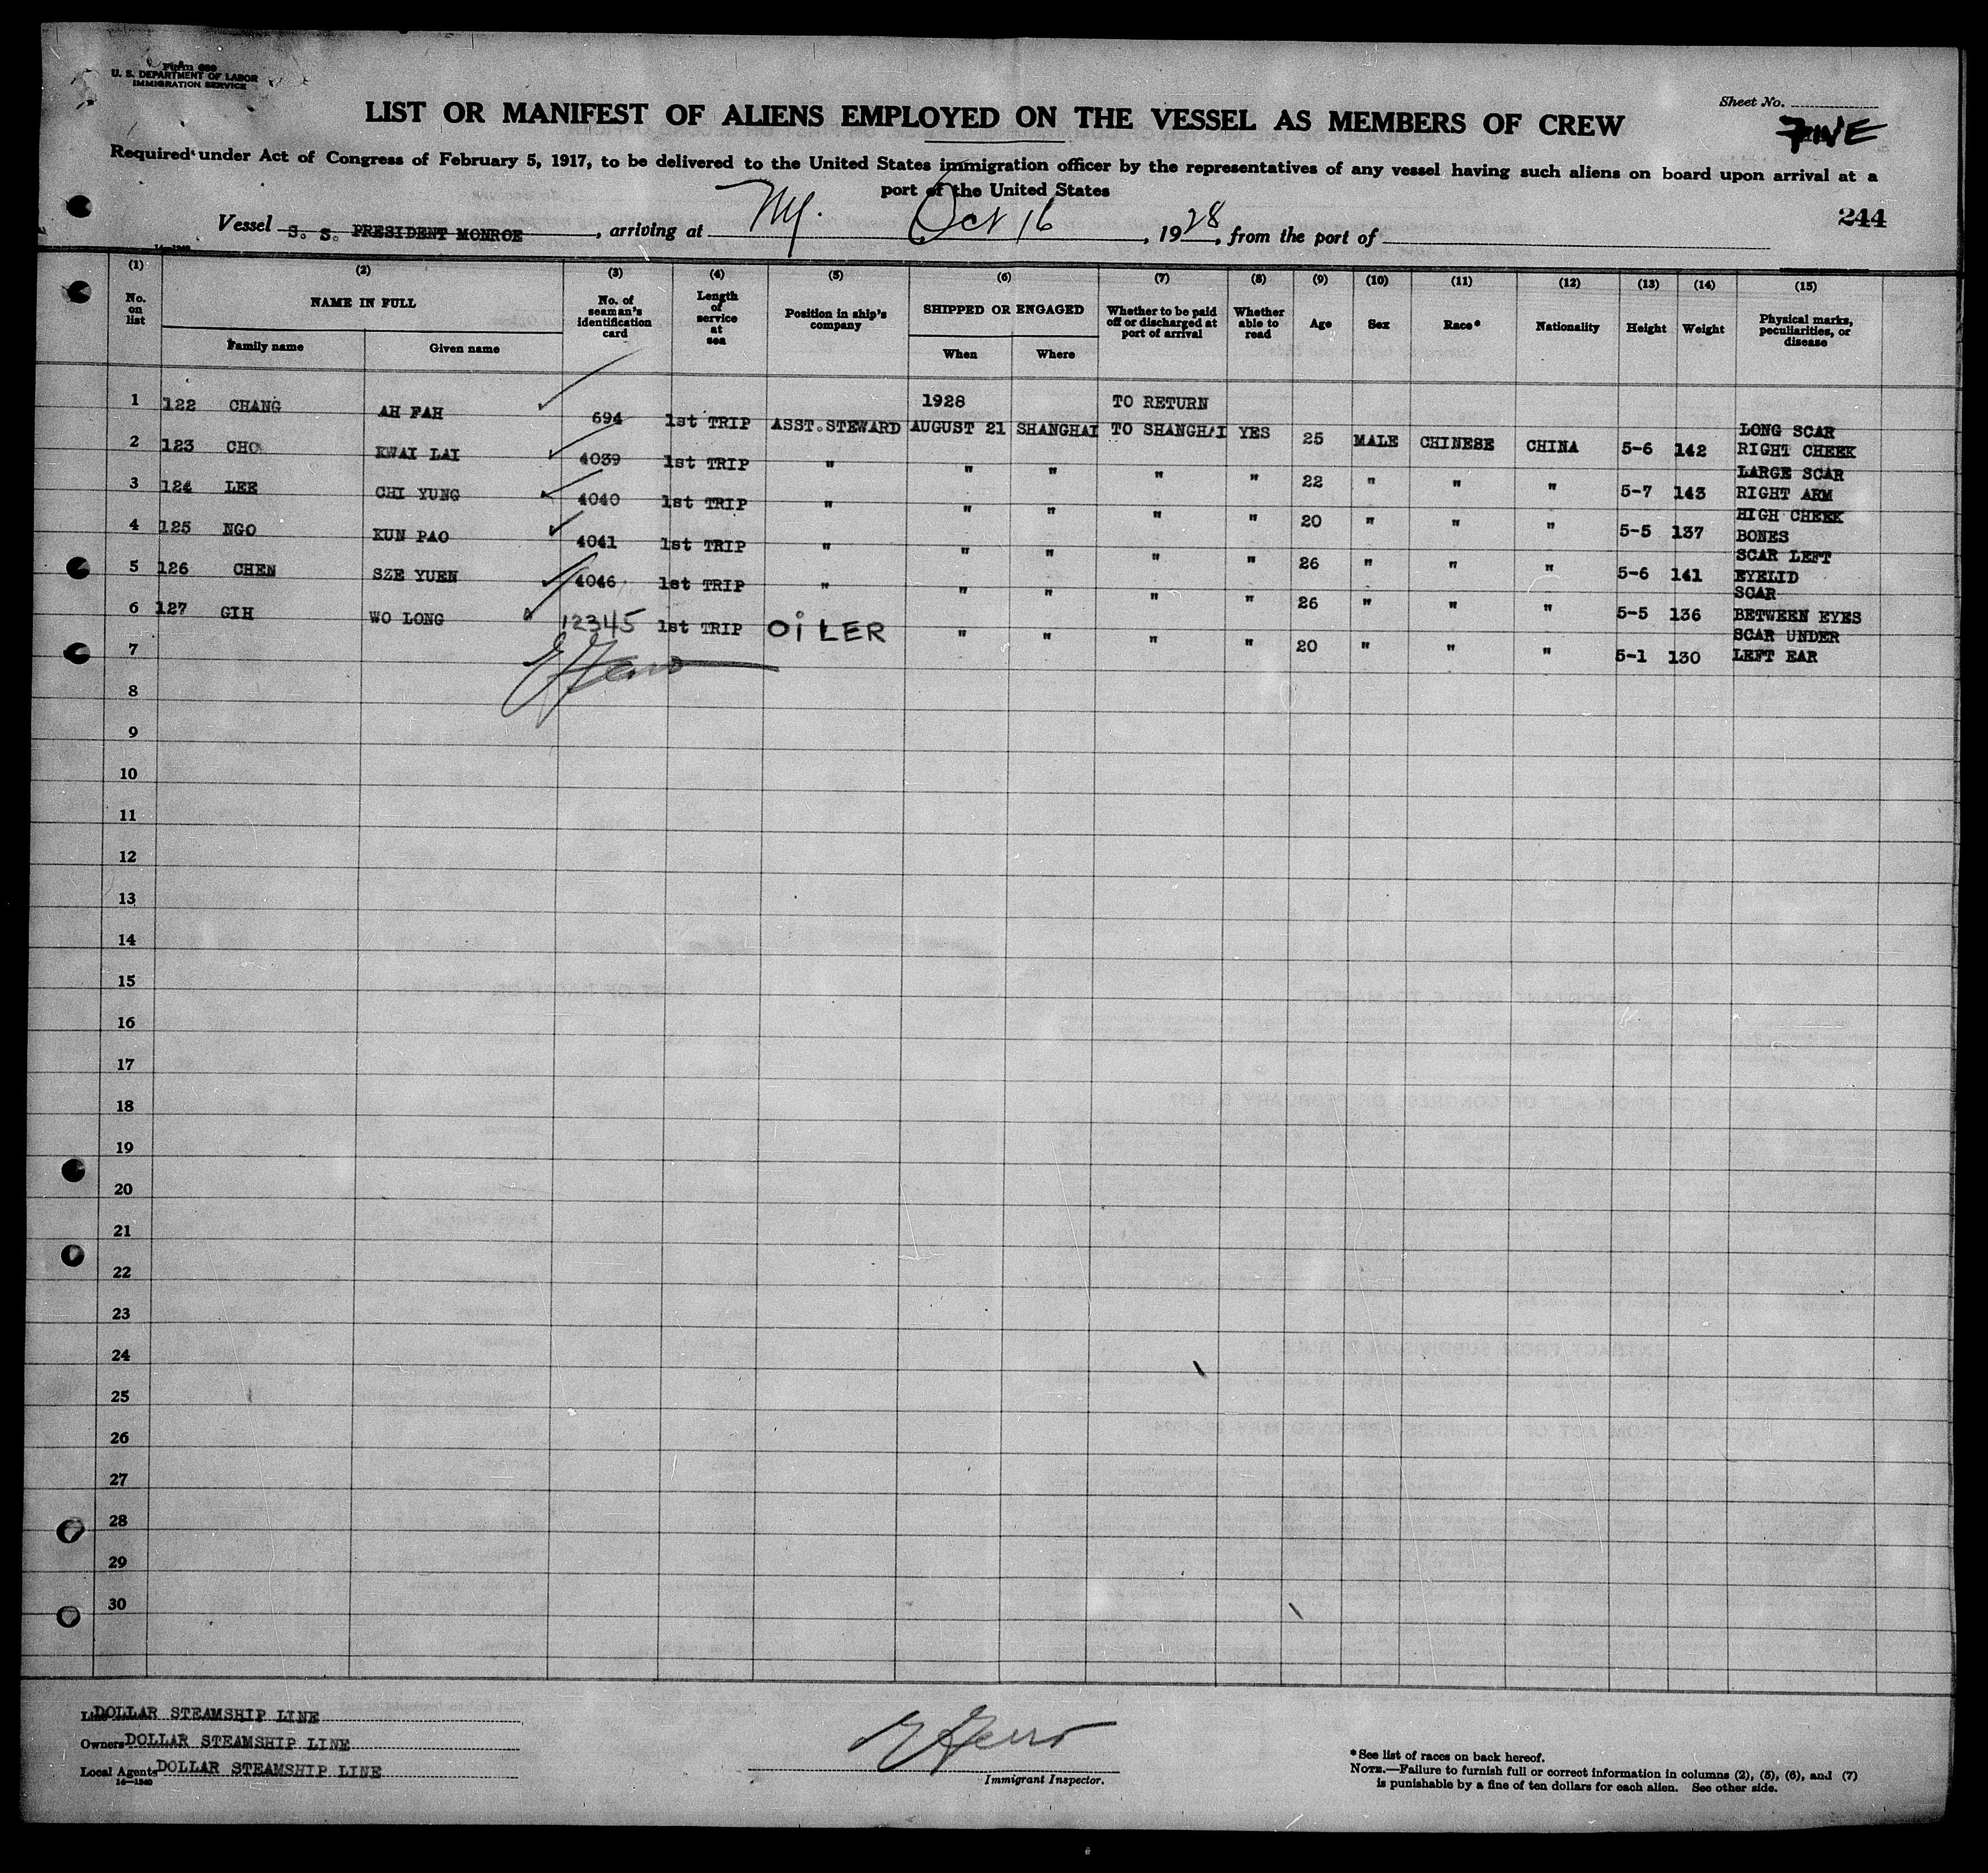 Form 680
U. S. DEPARTMENT OF LABOR
IMMIGRATION SERVICE
Sheet No.
FIVE
LIST OR MANIFEST OF ALIENS EMPLOYED ON THE VESSEL AS MEMBERS OF CREW
Required under Act of Congress of February 5, 1917, to be delivered to the United States immigration officer by the representatives of any vessel having such aliens on board upon arrival at a
port of the United States
244
Vessel S. S. PRESIDENT MONROE, arriving at NY. Oct 16, 1928, from the port of
14-1240
(1) (2) (3) (4) (5) (6) (7) (8) (9) (10) (11) (12) (13) (14) (15)
No. on list NAME IN FULL Family name Given name No. of seaman's identification card Length of service at sea Position in ship's company SHIPPED OR ENGAGED When Where Whether to be paid off or discharged at port of arrival Whether able to read Age Sex Race* Nationality Height Weight Physical marks, peculiarities, or disease
1 122 CHANG AH FAH 694 1st TRIP ASST. STEWARD 1928 AUGUST 21 SHANGHAI TO RETURN TO SHANGHAI YES 25 MALE CHINESE CHINA 5-6 142 LONG SCAR RIGHT CHEEK
2 123 CHO KWAI LAI 4039 1st TRIP " " " " " 22 " " " 5-7 143 LARGE SCAR RIGHT ARM
3 124 LEE CHI YUNG 4040 1st TRIP " " " " " 20 " " " 5-5 137 HIGH CHEEK BONES
4 125 NGO KUN PAO 4041 1st TRIP " " " " " 26 " " " 5-6 141 SCAR LEFT EYELID
5 126 CHEN SZE YUEN 4046 1st TRIP " " " " " 26 " " " 5-5 136 SCAR BETWEEN EYES
6 127 GIH WO LONG 12345 1st TRIP OiLER " " " " 20 " " " 5-1 130 SCAR UNDER LEFT EAR
7
8
9
10
11
12
13
14
15
16
17
18
19
20
21
22
23
24
25
26
27
28
29
30
DOLLAR STEAMSHIP LINE
Owners DOLLAR STEAMSHIP LINE
Local Agents DOLLAR STEAMSHIP LINE
14-1240
Immigrant Inspector.
*See list of races on back hereof.
NOTE.—Failure to furnish full or correct information in columns (2), (5), (6), and (7)
is punishable by a fine of ten dollars for each alien. See other side.